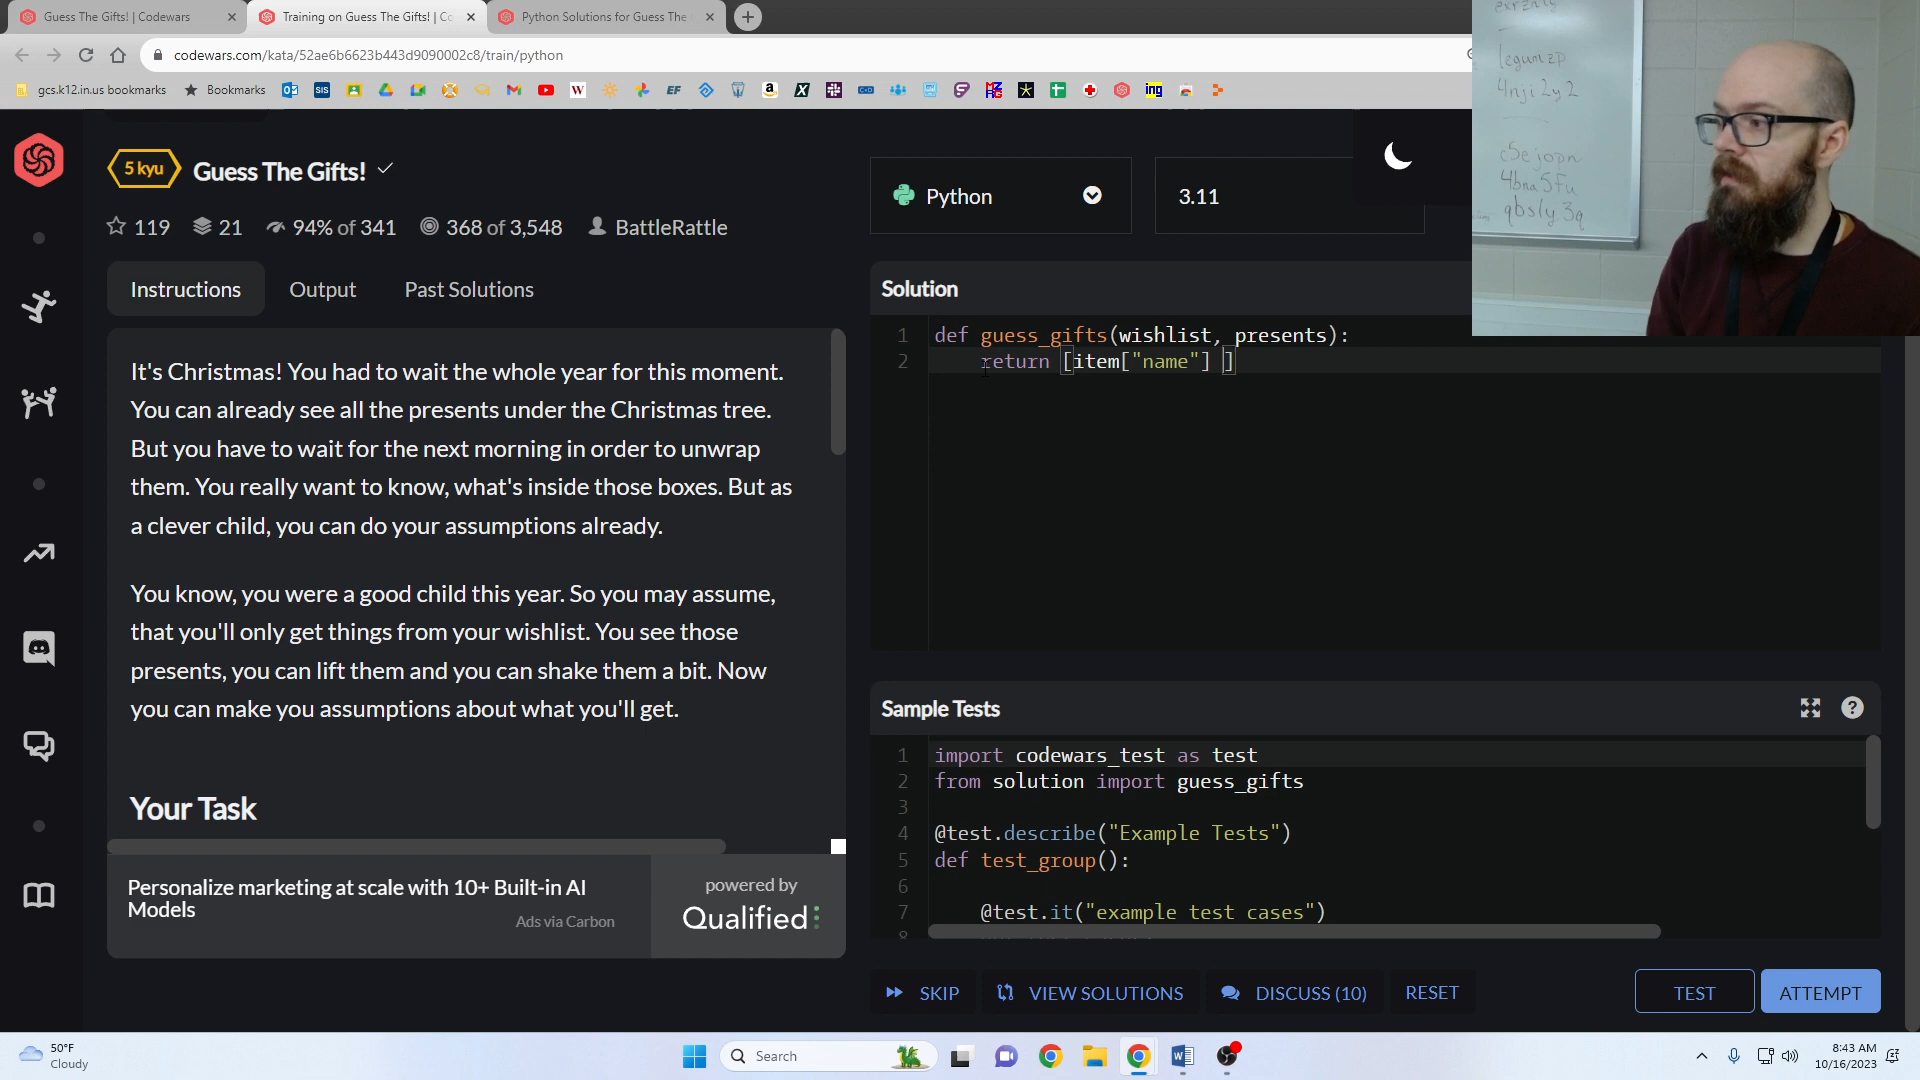 Guess The Gifts! | Codewars
Training on Guess The Gifts! | Co
Python Solutions for Guess The
codewars.com/kata/52ae6b6623b443d9090002c8/train/python
gcs.k12.in.us bookmarks
Bookmarks
SIS
W
EF
a
X
ing
legumzp
4nji2y2
c5ejopn
4bna5fu
qbsly3q
5 kyu
Guess The Gifts!
119
21
94% of 341
368 of 3,548
BattleRattle
Python
3.11
Instructions
Output
Past Solutions
It's Christmas! You had to wait the whole year for this moment.
You can already see all the presents under the Christmas tree.
But you have to wait for the next morning in order to unwrap
them. You really want to know, what's inside those boxes. But as
a clever child, you can do your assumptions already.
You know, you were a good child this year. So you may assume,
that you'll only get things from your wishlist. You see those
presents, you can lift them and you can shake them a bit. Now
you can make you assumptions about what you'll get.
Your Task
Personalize marketing at scale with 10+ Built-in AI
Models
Ads via Carbon
powered by
Qualified
Solution
1 def guess_gifts(wishlist, presents):
2 return [item["name"] ]
Sample Tests
?
1 import codewars_test as test
2 from solution import guess_gifts
3
4 @test.describe("Example Tests")
5 def test_group():
6
7 @test.it("example test cases")
8
SKIP
VIEW SOLUTIONS
DISCUSS (10)
RESET
TEST
ATTEMPT
50°F
Cloudy
Search
8:43 AM
10/16/2023